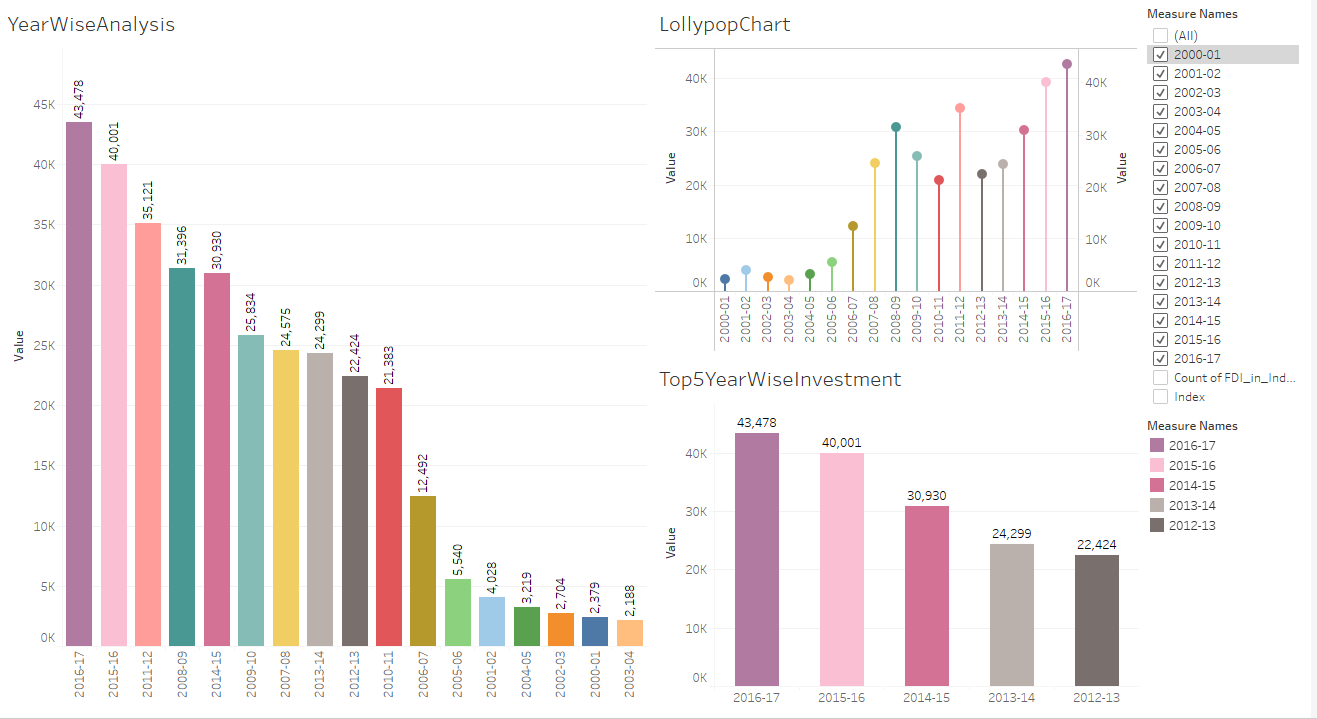 YearWiseAnalysis
45K
40K
35K
30K
25K
20K
15K
10K
5K
0K
Value
43,478
40,001
35,121
31,396
30,930
25,834
24,575
24,299
22,424
21,383
12,492
5,540
4,028
3,219
2,704
2,379
2,188
2016-17
2015-16
2011-12
2008-09
2014-15
2009-10
2007-08
2013-14
2012-13
2010-11
2006-07
2005-06
2001-02
2004-05
2002-03
2000-01
2003-04
LollypopChart
40K
30K
20K
10K
0K
Value
40K
30K
20K
10K
0K
Value
2000-01
2001-02
2002-03
2003-04
2004-05
2005-06
2006-07
2007-08
2008-09
2009-10
2010-11
2011-12
2012-13
2013-14
2014-15
2015-16
2016-17
Top5YearWiseInvestment
40K
30K
20K
10K
0K
Value
43,478
40,001
30,930
24,299
22,424
2016-17
2015-16
2014-15
2013-14
2012-13
Measure Names
(All)
2000-01
2001-02
2002-03
2003-04
2004-05
2005-06
2006-07
2007-08
2008-09
2009-10
2010-11
2011-12
2012-13
2013-14
2014-15
2015-16
2016-17
Count of FDI_in_Ind...
Index
Measure Names
2016-17
2015-16
2014-15
2013-14
2012-13